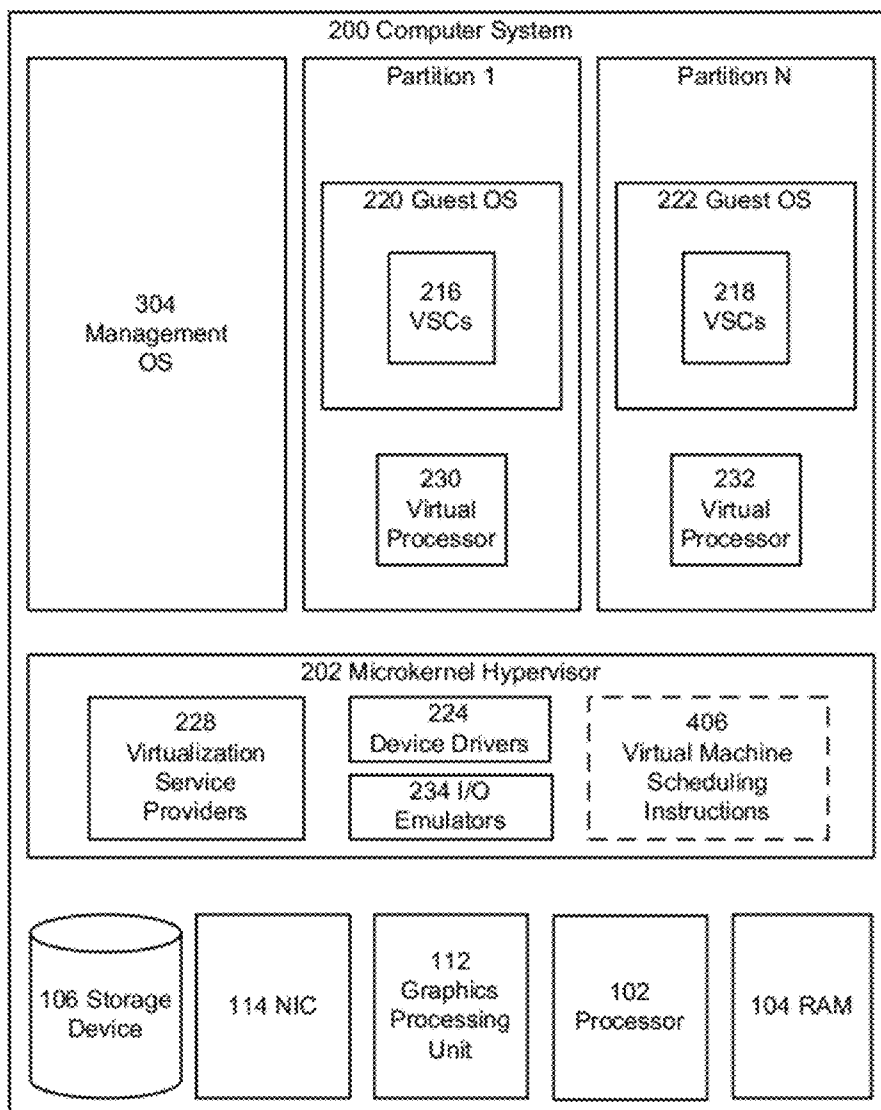 200 Computer System
304
Management
OS
Partition 1
220 Guest OS
216
VSCs
230
Virtual
Processor
Partition N
222 Guest OS
218
VSCs
232
Virtual
Processor
202 Microkernel Hypervisor
228
Virtualization
Service
Providers
224
Device Drivers
234 I/O
Emulators
406
Virtual Machine
Scheduling
Instructions
106 Storage
Device
114 NIC
112
Graphics
Processing
Unit
102
Processor
104 RAM